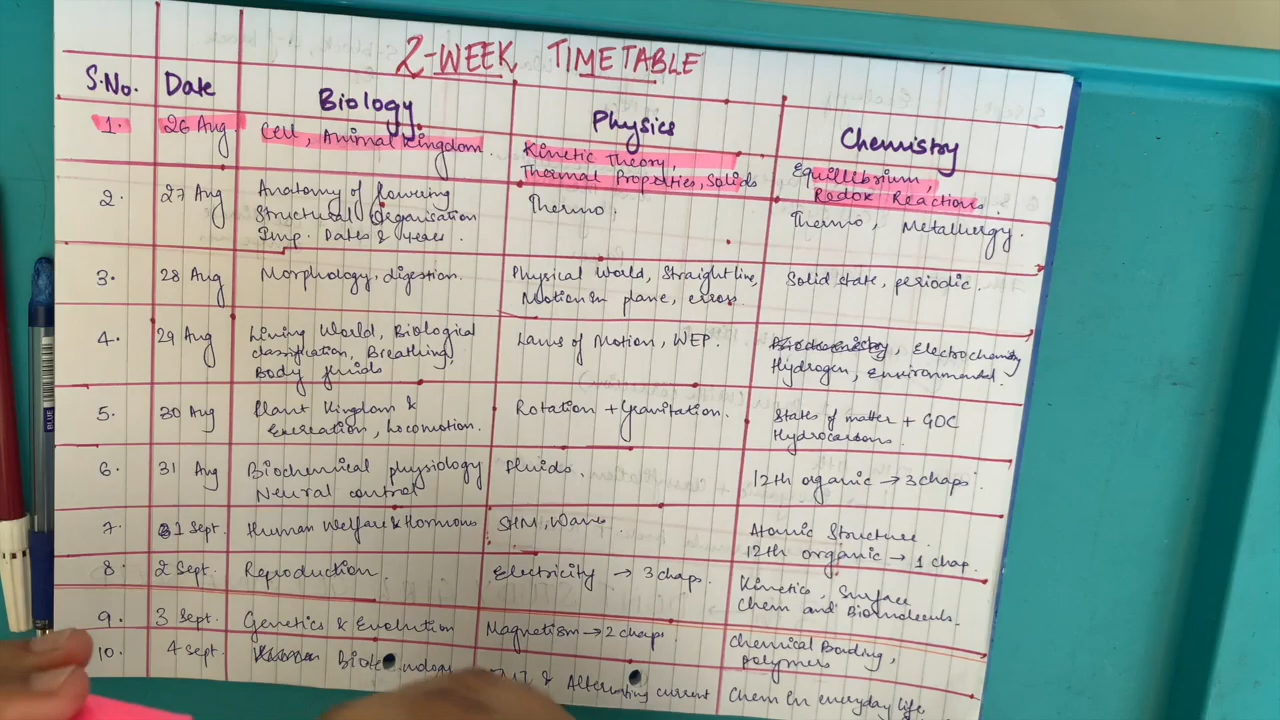 2-WEEK TIMETABLE
S.No. Date Biology Physics Chemistry
1. 26 Aug Cell, Animal Kingdom. Kinetic Theory, Equillibrium,
Thermal Properties, Solids Redox Reactions.
2. 27 Aug Anatomy of flowering Thermo, Thermo, Metallurgy.
Structural Organisation
Imp. Dates & years.
3. 28 Aug Morphology, digestion. Physical World, Straight line, Solid state, periodic.
Motion in plane, errors.
4. 29 Aug Living World, Biological Laws of Motion, WEP. , Electrochemistry
classification, Breathing, Hydrogen, Environmental.
Body fluids
5. 30 Aug Plant Kingdom & Rotation + Gravitation. States of matter + GOC
Excreation, Locomotion. Hydrocarbons.
6. 31 Aug Biochemical physiology Fluids. 12th organic → 3 chaps.
Neural control
7. 1 Sept. Human Welfare & Hormons SHM, Waves. Atomic Structure.
12th organic → 1 chap.
8. 2 Sept. Reproduction. Electricity → 3 chaps. Kinetics, Surface
Chem and Biomolecules.
9. 3 Sept. Genetics & Evolution Magnetism → 2 chaps Chemical Bonding,
polymers
10. 4 Sept. & Alternating current Chem in everyday life
BLUE